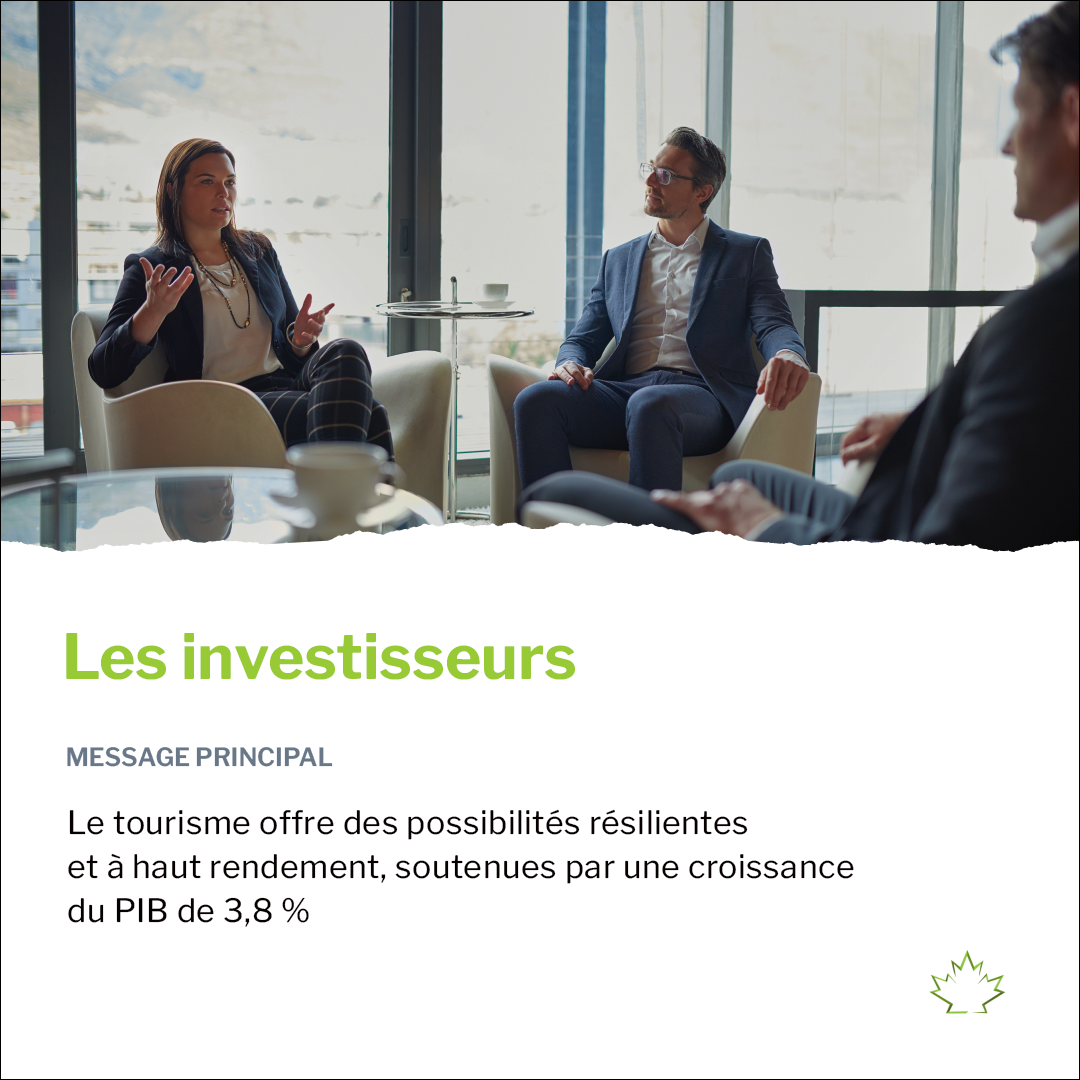 Les investisseurs
MESSAGE PRINCIPAL
Le tourisme offre des possibilités résilientes
et à haut rendement, soutenues par une croissance
du PIB de 3,8 %